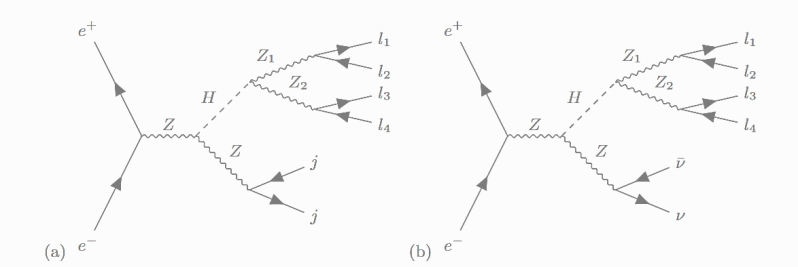 e⁺
l₁
Z₁
l₂
Z₂
H
l₃
l₄
Z
Z
j
j
(a) e⁻
e⁺
l₁
Z₁
l₂
Z₂
H
l₃
l₄
Z
Z
ν̄
ν
(b) e⁻